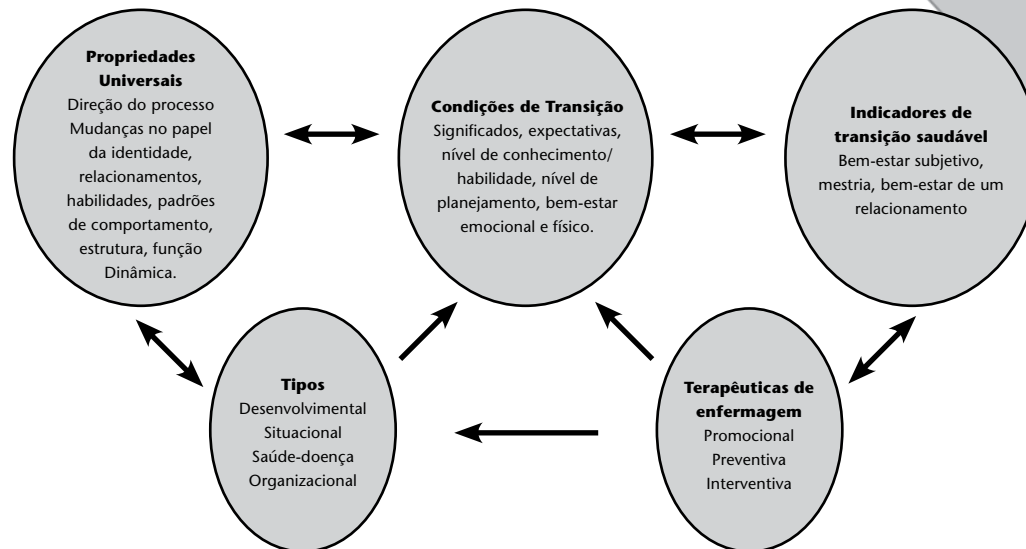 Propriedades
Universais
Direção do processo
Mudanças no papel
da identidade,
relacionamentos,
habilidades, padrões
de comportamento,
estrutura, função
Dinâmica.
Condições de Transição
Significados, expectativas,
nível de conhecimento/
habilidade, nível de
planejamento, bem-estar
emocional e físico.
Indicadores de
transição saudável
Bem-estar subjetivo,
mestria, bem-estar de um
relacionamento
Tipos
Desenvolvimental
Situacional
Saúde-doença
Organizacional
Terapêuticas de
enfermagem
Promocional
Preventiva
Interventiva